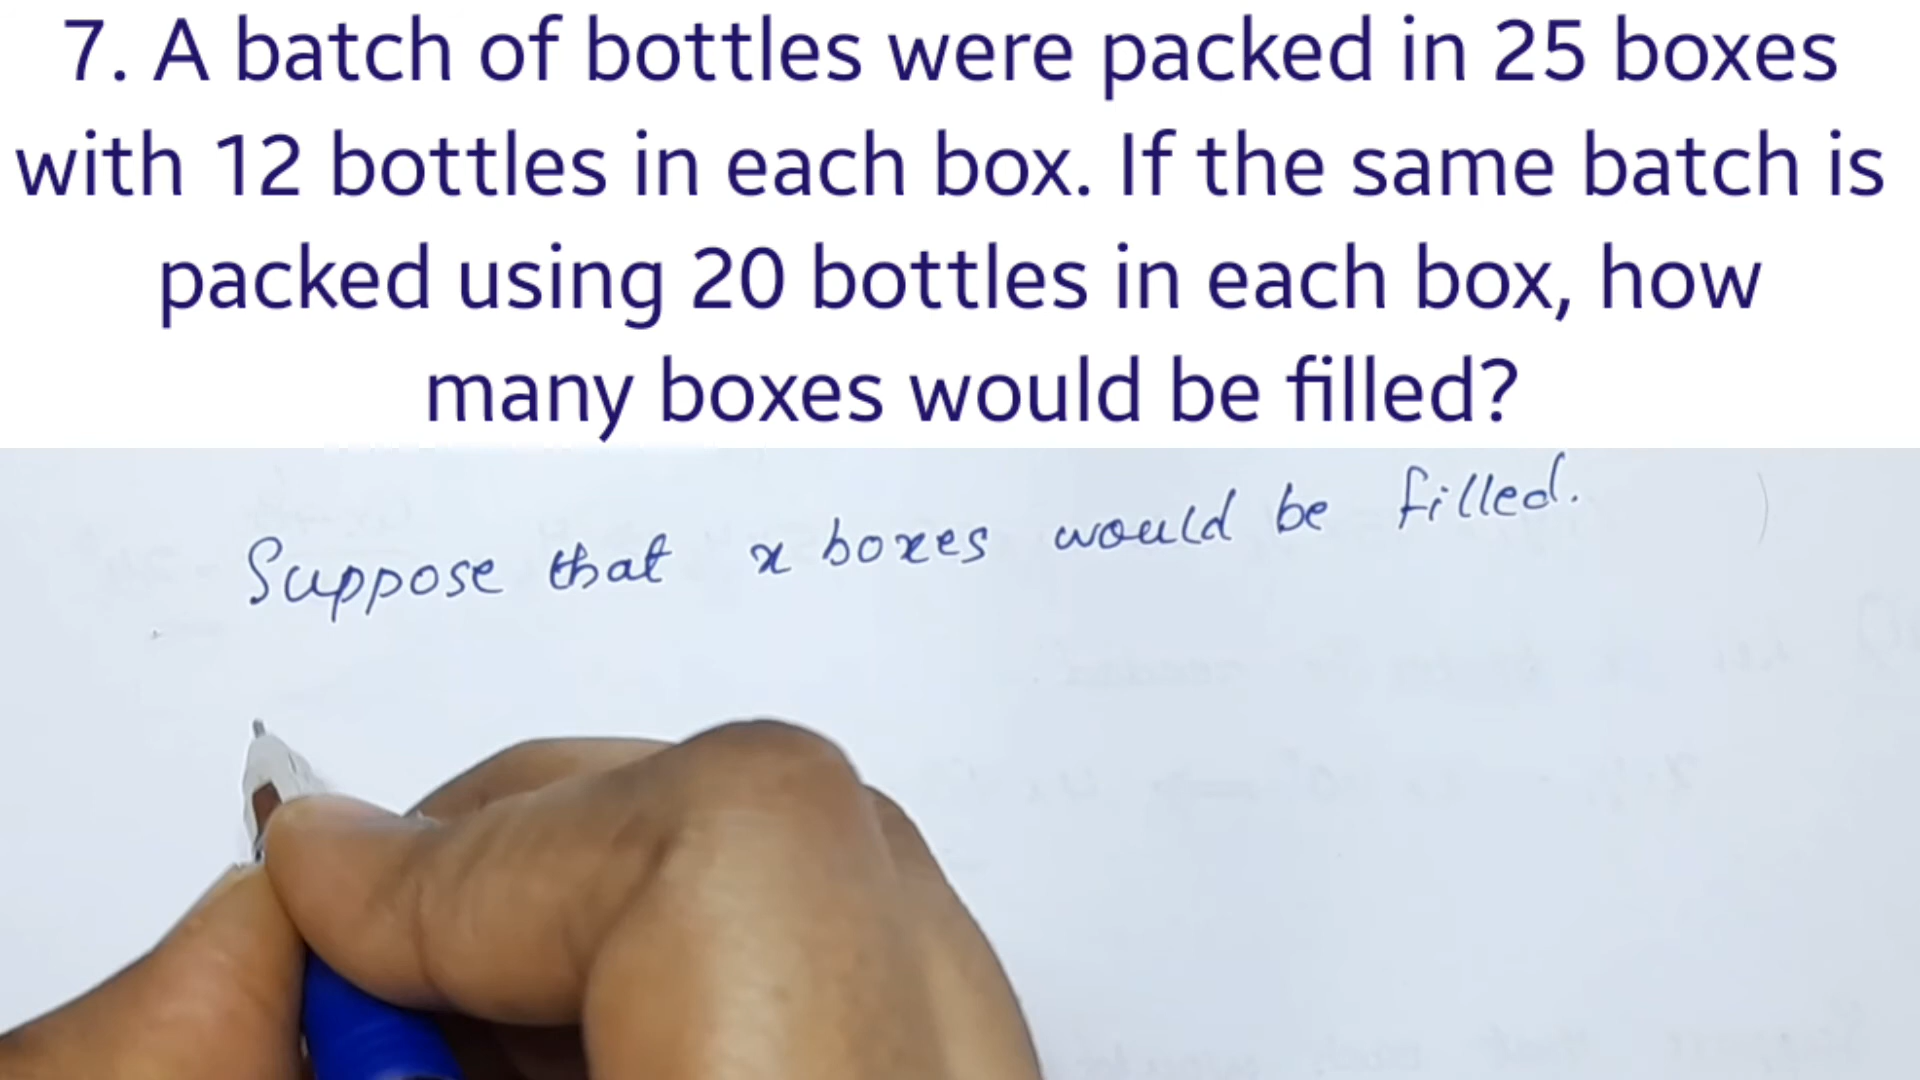 7. A batch of bottles were packed in 25 boxes
with 12 bottles in each box. If the same batch is
packed using 20 bottles in each box, how
many boxes would be filled?
Suppose that x boxes would be filled.